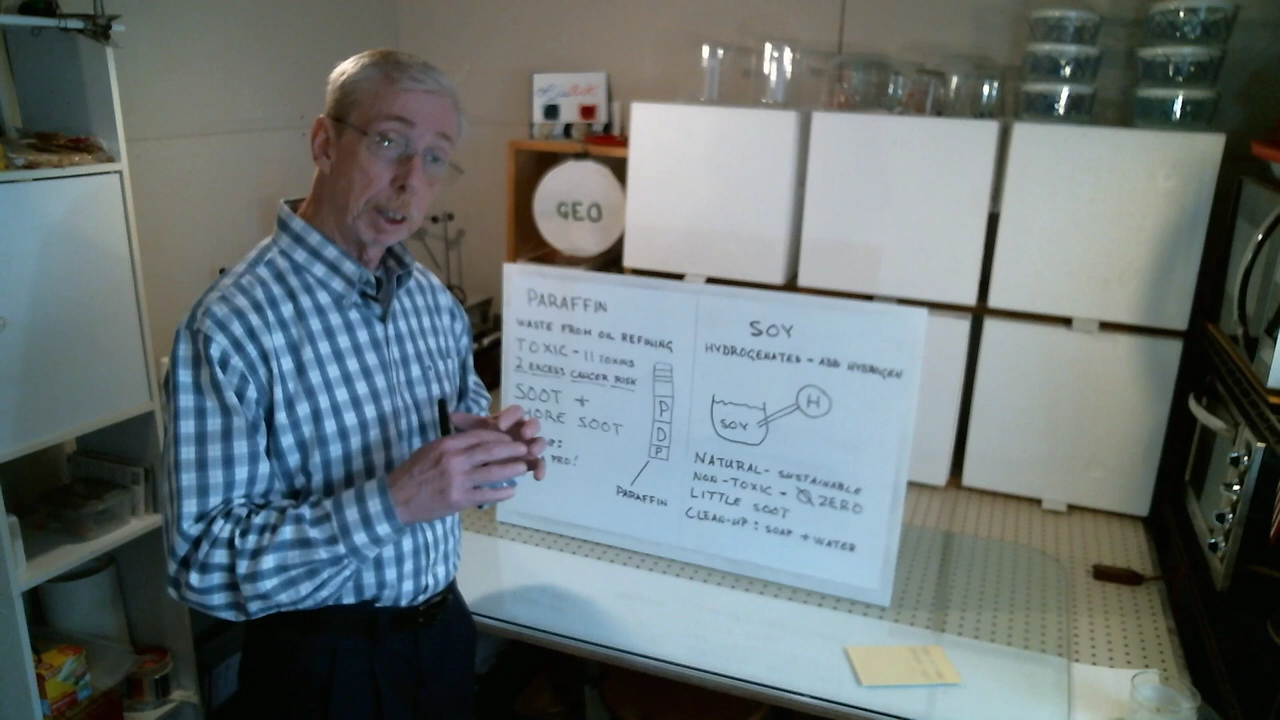 GEO
PARAFFIN
WASTE FROM OIL REFINING
TOXIC - 11 TOXINS
2 EXCESS CANCER RISK
SOOT +
MORE SOOT
PRO!
P
D
P
PARAFFIN
SOY
HYDROGENATED - ADD HYDROGEN
H
SOY
NATURAL - SUSTAINABLE
NON-TOXIC - ZERO
LITTLE SOOT
CLEAN-UP: SOAP + WATER